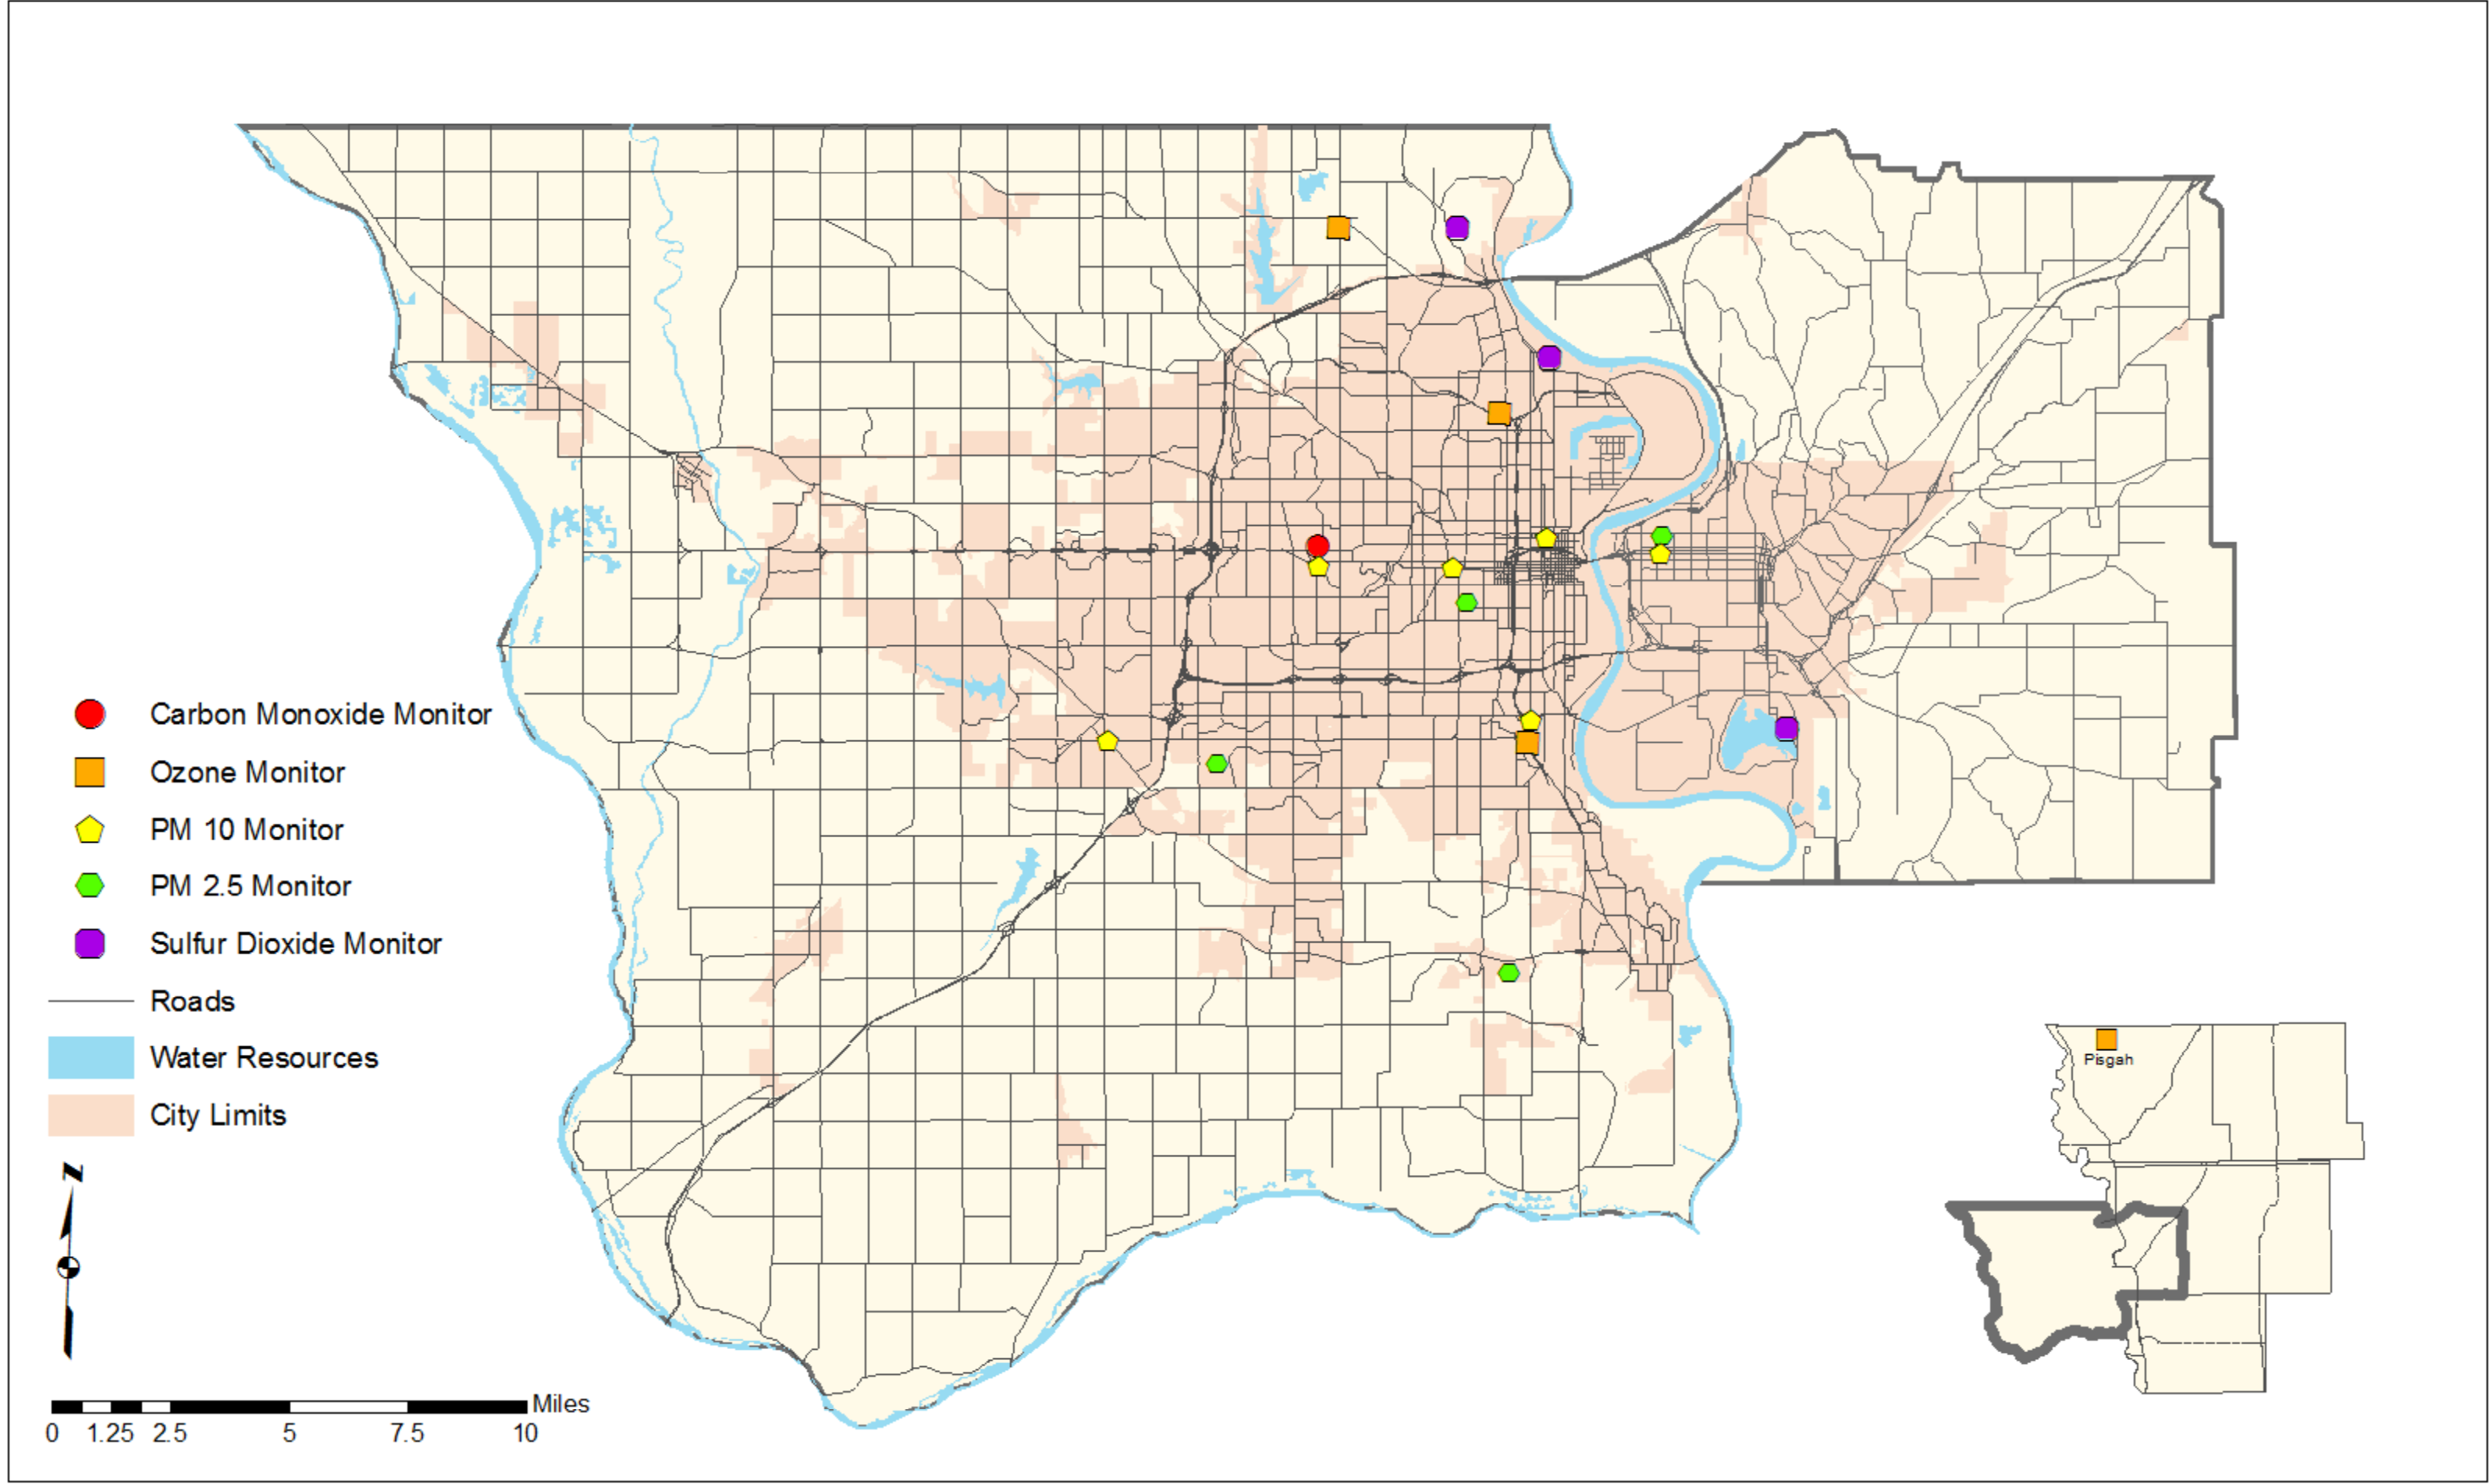 Carbon Monoxide Monitor
Ozone Monitor
PM 10 Monitor
PM 2.5 Monitor
Sulfur Dioxide Monitor
Roads
Water Resources
City Limits
N
Miles
0 1.25 2.5 5 7.5 10
Pisgah